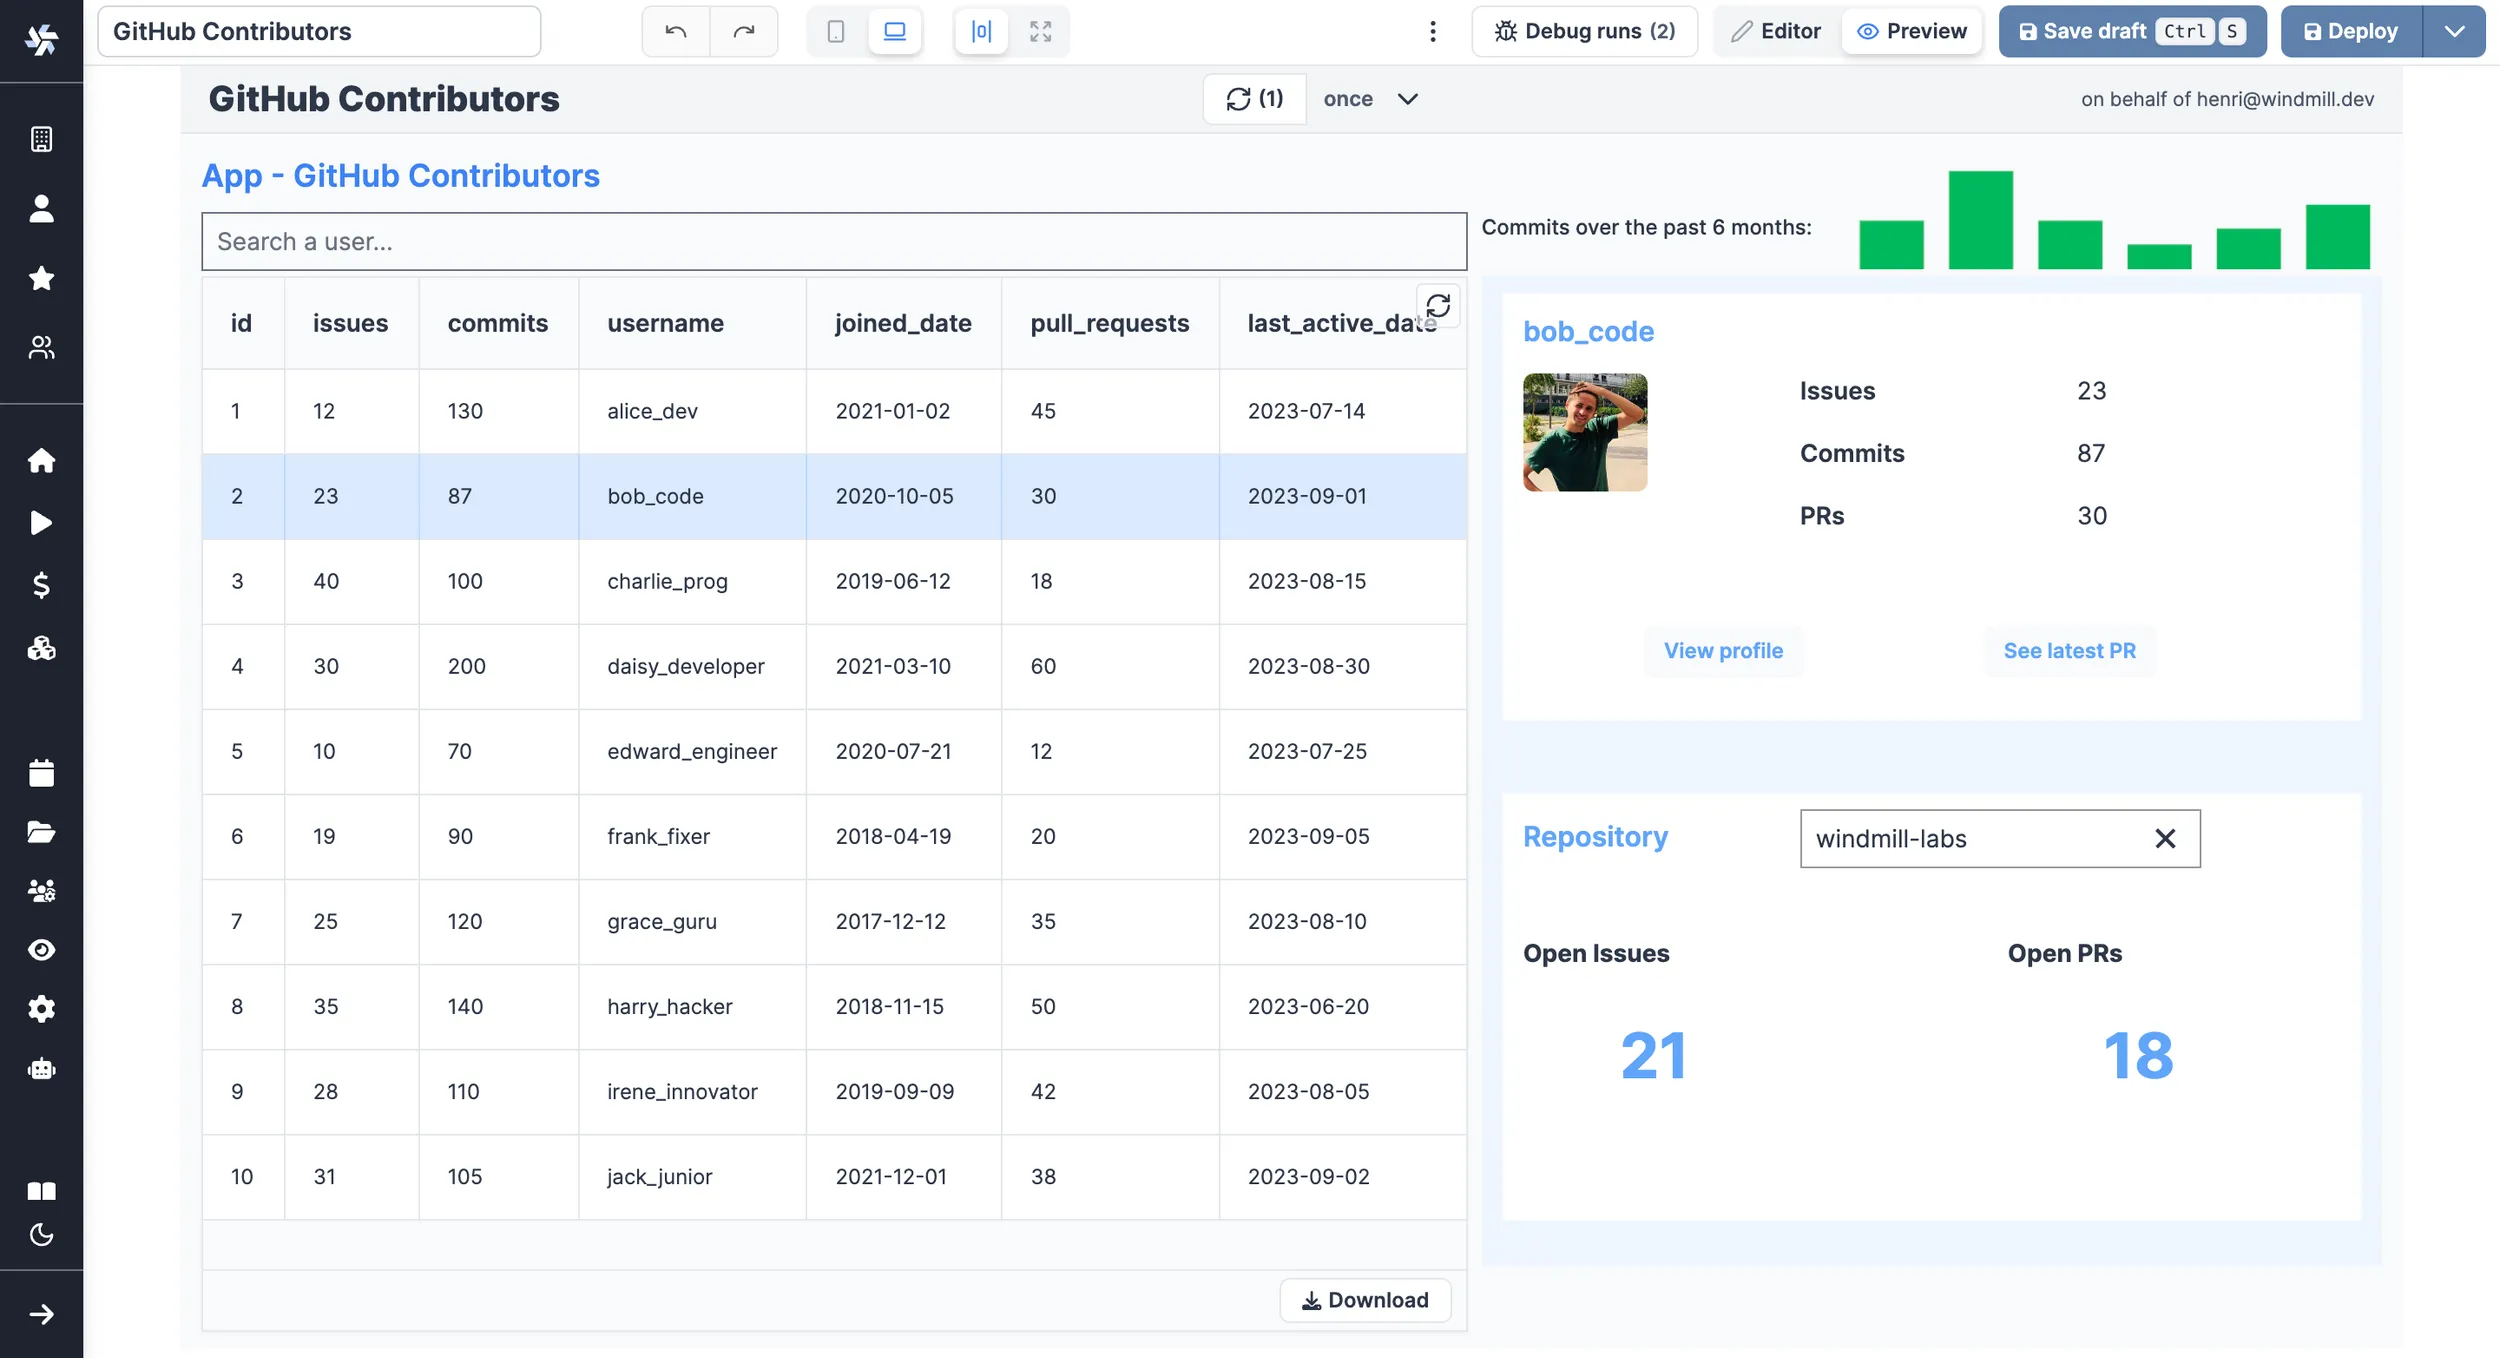 GitHub Contributors
Debug runs (2)
Editor
Preview
Save draft Ctrl S
Deploy
GitHub Contributors
(1)
once
on behalf of henri@windmill.dev
App - GitHub Contributors
Search a user...
Commits over the past 6 months:
id issues commits username joined_date pull_requests last_active_date
1 12 130 alice_dev 2021-01-02 45 2023-07-14
2 23 87 bob_code 2020-10-05 30 2023-09-01
3 40 100 charlie_prog 2019-06-12 18 2023-08-15
4 30 200 daisy_developer 2021-03-10 60 2023-08-30
5 10 70 edward_engineer 2020-07-21 12 2023-07-25
6 19 90 frank_fixer 2018-04-19 20 2023-09-05
7 25 120 grace_guru 2017-12-12 35 2023-08-10
8 35 140 harry_hacker 2018-11-15 50 2023-06-20
9 28 110 irene_innovator 2019-09-09 42 2023-08-05
10 31 105 jack_junior 2021-12-01 38 2023-09-02
Download
bob_code
Issues 23
Commits 87
PRs 30
View profile
See latest PR
Repository
windmill-labs
Open Issues
Open PRs
21
18